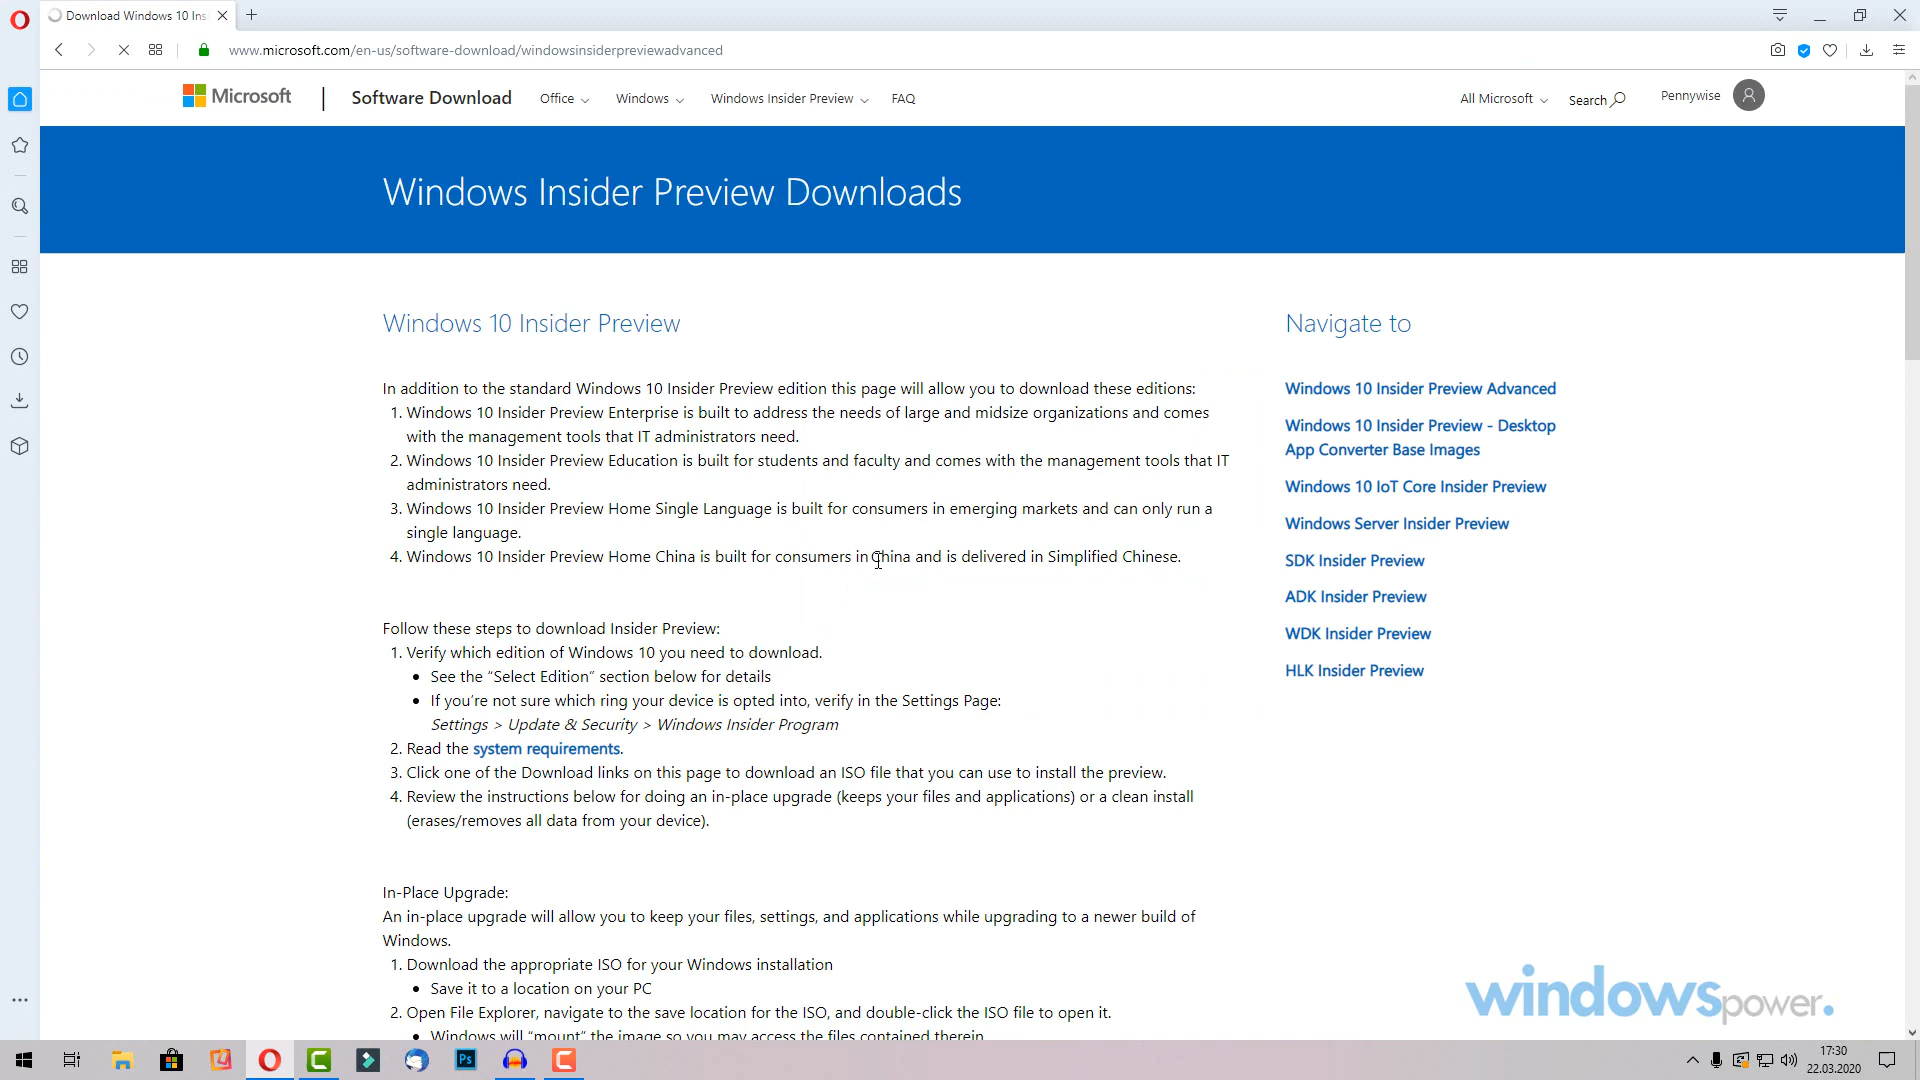 Download Windows 10 Ins
www.microsoft.com/en-us/software-download/windowsinsiderpreviewadvanced
Microsoft
Software Download
Office
Windows
Windows Insider Preview
FAQ
All Microsoft
Search
Pennywise
Windows Insider Preview Downloads
Windows 10 Insider Preview
In addition to the standard Windows 10 Insider Preview edition this page will allow you to download these editions:
1. Windows 10 Insider Preview Enterprise is built to address the needs of large and midsize organizations and comes
with the management tools that IT administrators need.
2. Windows 10 Insider Preview Education is built for students and faculty and comes with the management tools that IT
administrators need.
3. Windows 10 Insider Preview Home Single Language is built for consumers in emerging markets and can only run a
single language.
4. Windows 10 Insider Preview Home China is built for consumers in China and is delivered in Simplified Chinese.
Follow these steps to download Insider Preview:
1. Verify which edition of Windows 10 you need to download.
• See the “Select Edition” section below for details
• If you’re not sure which ring your device is opted into, verify in the Settings Page:
Settings > Update & Security > Windows Insider Program
2. Read the system requirements.
3. Click one of the Download links on this page to download an ISO file that you can use to install the preview.
4. Review the instructions below for doing an in-place upgrade (keeps your files and applications) or a clean install
(erases/removes all data from your device).
In-Place Upgrade:
An in-place upgrade will allow you to keep your files, settings, and applications while upgrading to a newer build of
Windows.
1. Download the appropriate ISO for your Windows installation
• Save it to a location on your PC
2. Open File Explorer, navigate to the save location for the ISO, and double-click the ISO file to open it.
• Windows will “mount” the image so you may access the files contained therein
Navigate to
Windows 10 Insider Preview Advanced
Windows 10 Insider Preview - Desktop
App Converter Base Images
Windows 10 IoT Core Insider Preview
Windows Server Insider Preview
SDK Insider Preview
ADK Insider Preview
WDK Insider Preview
HLK Insider Preview
windowspower.
Ps
17:30
22.03.2020